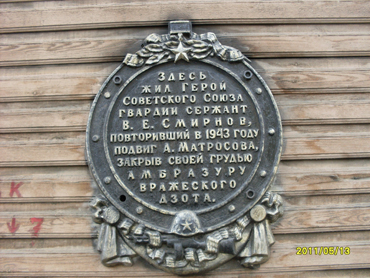 Здесь
жил Герой
Советского Союза
гвардии сержант
В. Е. Смирнов,
повторивший в 1943 году
подвиг А. Матросова,
закрыв своей грудью
амбразуру
вражеского
дзота.
К
↓7
2011/05/13